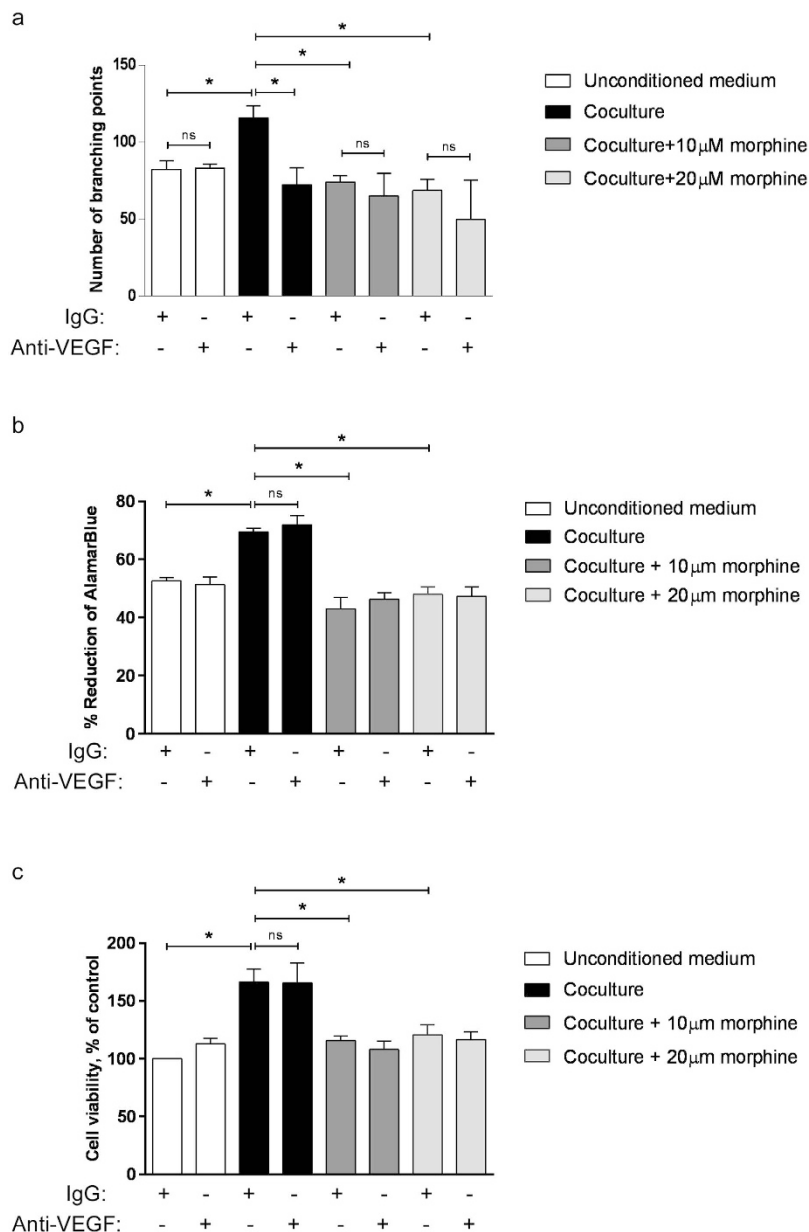 a
*
*
* *
ns
ns
ns
150
100
50
0
Number of branching points
Unconditioned medium
Coculture
Coculture+10μM morphine
Coculture+20μM morphine
IgG: + - + - + - + -
Anti-VEGF: - + - + - + - +
b
*
*
* ns
80
60
40
20
0
% Reduction of AlamarBlue
Unconditioned medium
Coculture
Coculture + 10μm morphine
Coculture + 20μm morphine
IgG: + - + - + - + -
Anti-VEGF: - + - + - + - +
c
*
*
* ns
200
150
100
50
0
Cell viability, % of control
Unconditioned medium
Coculture
Coculture + 10μm morphine
Coculture + 20μm morphine
IgG: + - + - + - + -
Anti-VEGF: - + - + - + - +